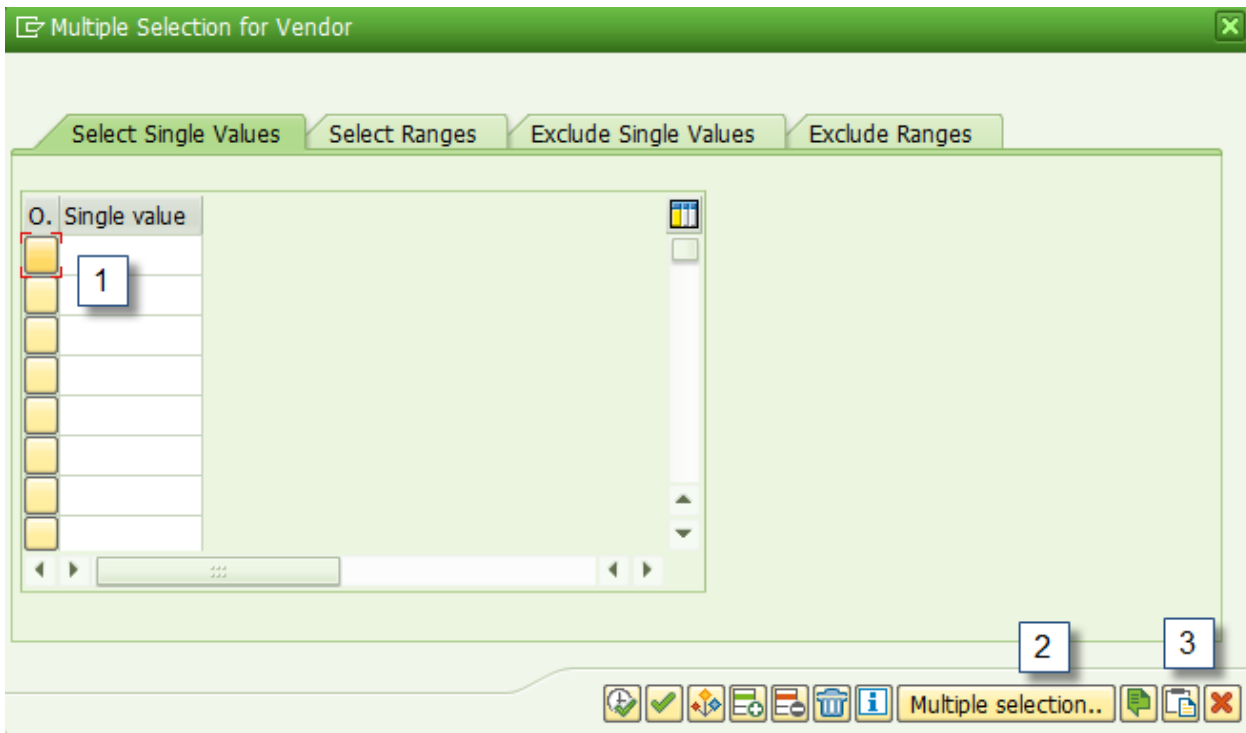 Multiple Selection for Vendor
Select Single Values Select Ranges Exclude Single Values Exclude Ranges
O. Single value
1
2 3
Multiple selection..